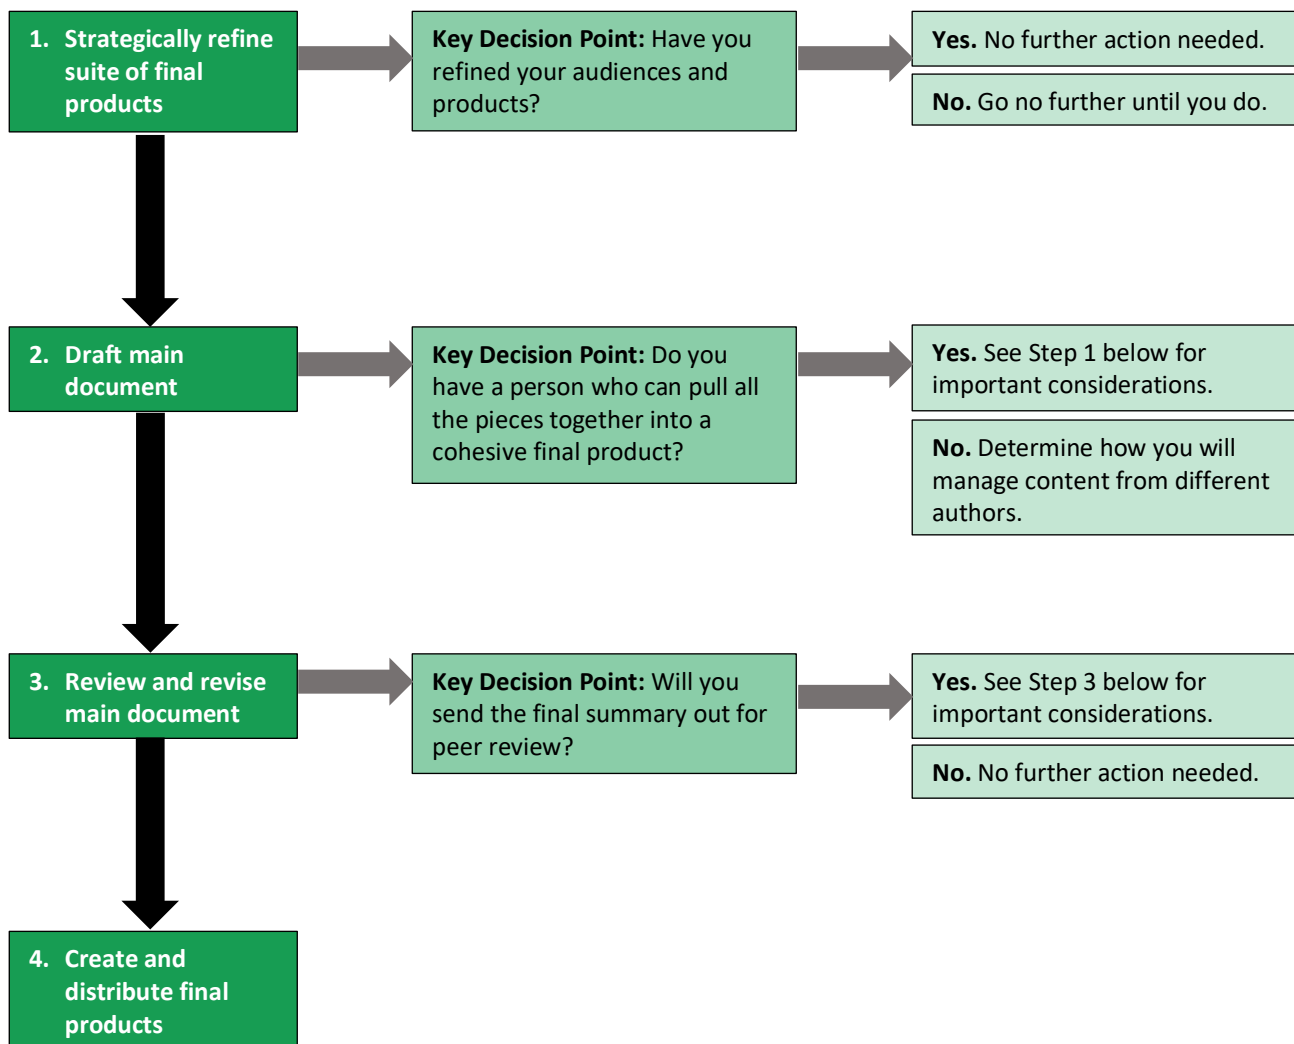 1. Strategically refine
suite of final
products
Key Decision Point: Have you
refined your audiences and
products?
Yes. No further action needed.
No. Go no further until you do.
2. Draft main
document
Key Decision Point: Do you
have a person who can pull all
the pieces together into a
cohesive final product?
Yes. See Step 1 below for
important considerations.
No. Determine how you will
manage content from different
authors.
3. Review and revise
main document
Key Decision Point: Will you
send the final summary out for
peer review?
Yes. See Step 3 below for
important considerations.
No. No further action needed.
4. Create and
distribute final
products